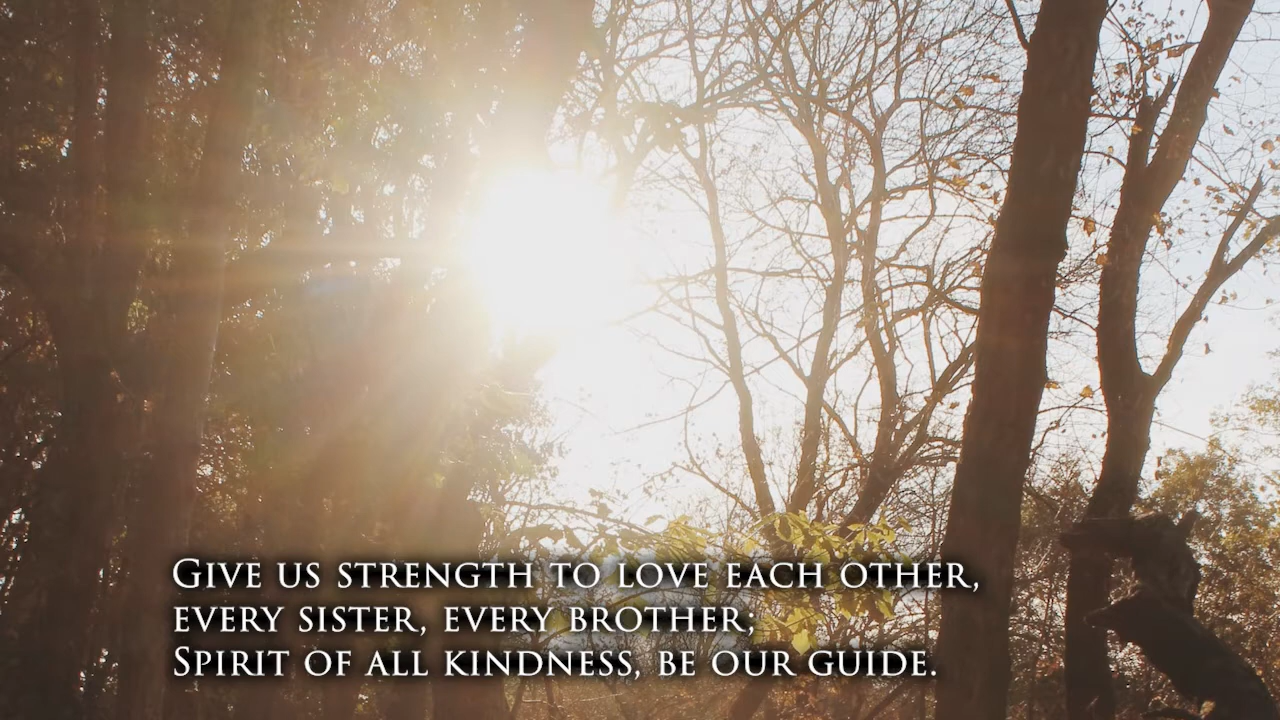 Give us strength to love each other,
every sister, every brother;
Spirit of all kindness, be our guide.